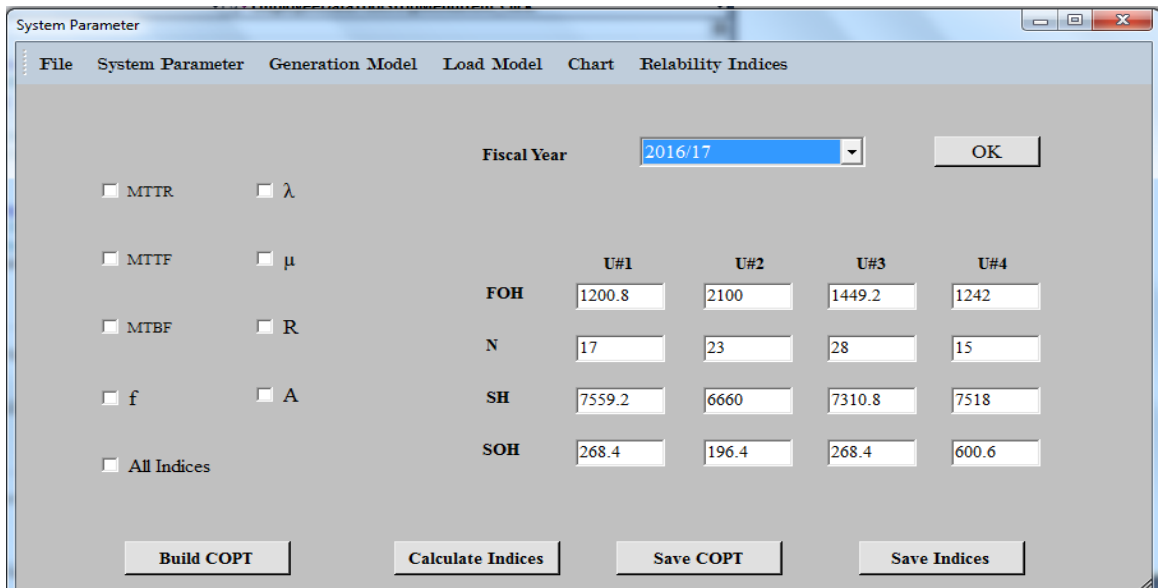 System Parameter
File System Parameter Generation Model Load Model Chart Relability Indices
Fiscal Year 2016/17 OK
MTTR λ
MTTF μ
U#1 U#2 U#3 U#4
FOH 1200.8 2100 1449.2 1242
MTBF R
N 17 23 28 15
f A
SH 7559.2 6660 7310.8 7518
SOH 268.4 196.4 268.4 600.6
All Indices
Build COPT Calculate Indices Save COPT Save Indices